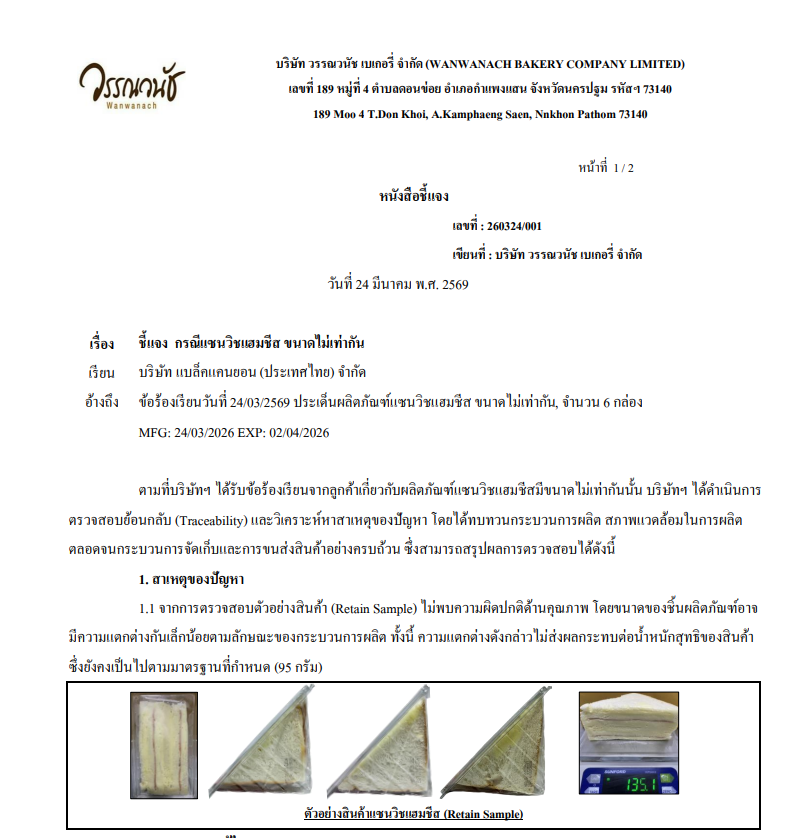 วรรณวนัช
Wanwanach
บริษัท วรรณวนัช เบเกอรี่ จำกัด (WANWANACH BAKERY COMPANY LIMITED)
เลขที่ 189 หมู่ที่ 4 ตำบลดอนข่อย อำเภอกำแพงแสน จังหวัดนครปฐม รหัสฯ 73140
189 Moo 4 T.Don Khoi, A.Kamphaeng Saen, Nnkhon Pathom 73140
หน้าที่ 1 / 2
หนังสือชี้แจง
เลขที่ : 260324/001
เขียนที่ : บริษัท วรรณวนัช เบเกอรี่ จำกัด
วันที่ 24 มีนาคม พ.ศ. 2569
เรื่อง ชี้แจง กรณีแซนวิชแฮมชีส ขนาดไม่เท่ากัน
เรียน บริษัท แบล็คแคนยอน (ประเทศไทย) จำกัด
อ้างถึง ข้อร้องเรียนวันที่ 24/03/2569 ประเด็นผลิตภัณฑ์แซนวิชแฮมชีส ขนาดไม่เท่ากัน, จำนวน 6 กล่อง
MFG: 24/03/2026 EXP: 02/04/2026
ตามที่บริษัทฯ ได้รับข้อร้องเรียนจากลูกค้าเกี่ยวกับผลิตภัณฑ์แซนวิชแฮมชีสมีขนาดไม่เท่ากันนั้น บริษัทฯ ได้ดำเนินการ
ตรวจสอบย้อนกลับ (Traceability) และวิเคราะห์หาสาเหตุของปัญหา โดยได้ทบทวนกระบวนการผลิต สภาพแวดล้อมในการผลิต
ตลอดจนกระบวนการจัดเก็บและการขนส่งสินค้าอย่างครบถ้วน ซึ่งสามารถสรุปผลการตรวจสอบได้ดังนี้
1. สาเหตุของปัญหา
1.1 จากการตรวจสอบตัวอย่างสินค้า (Retain Sample) ไม่พบความผิดปกติด้านคุณภาพ โดยขนาดของชิ้นผลิตภัณฑ์อาจ
มีความแตกต่างกันเล็กน้อยตามลักษณะของกระบวนการผลิต ทั้งนี้ ความแตกต่างดังกล่าวไม่ส่งผลกระทบต่อน้ำหนักสุทธิของสินค้า
ซึ่งยังคงเป็นไปตามมาตรฐานที่กำหนด (95 กรัม)
135.1
ตัวอย่างสินค้าแซนวิชแฮมชีส (Retain Sample)